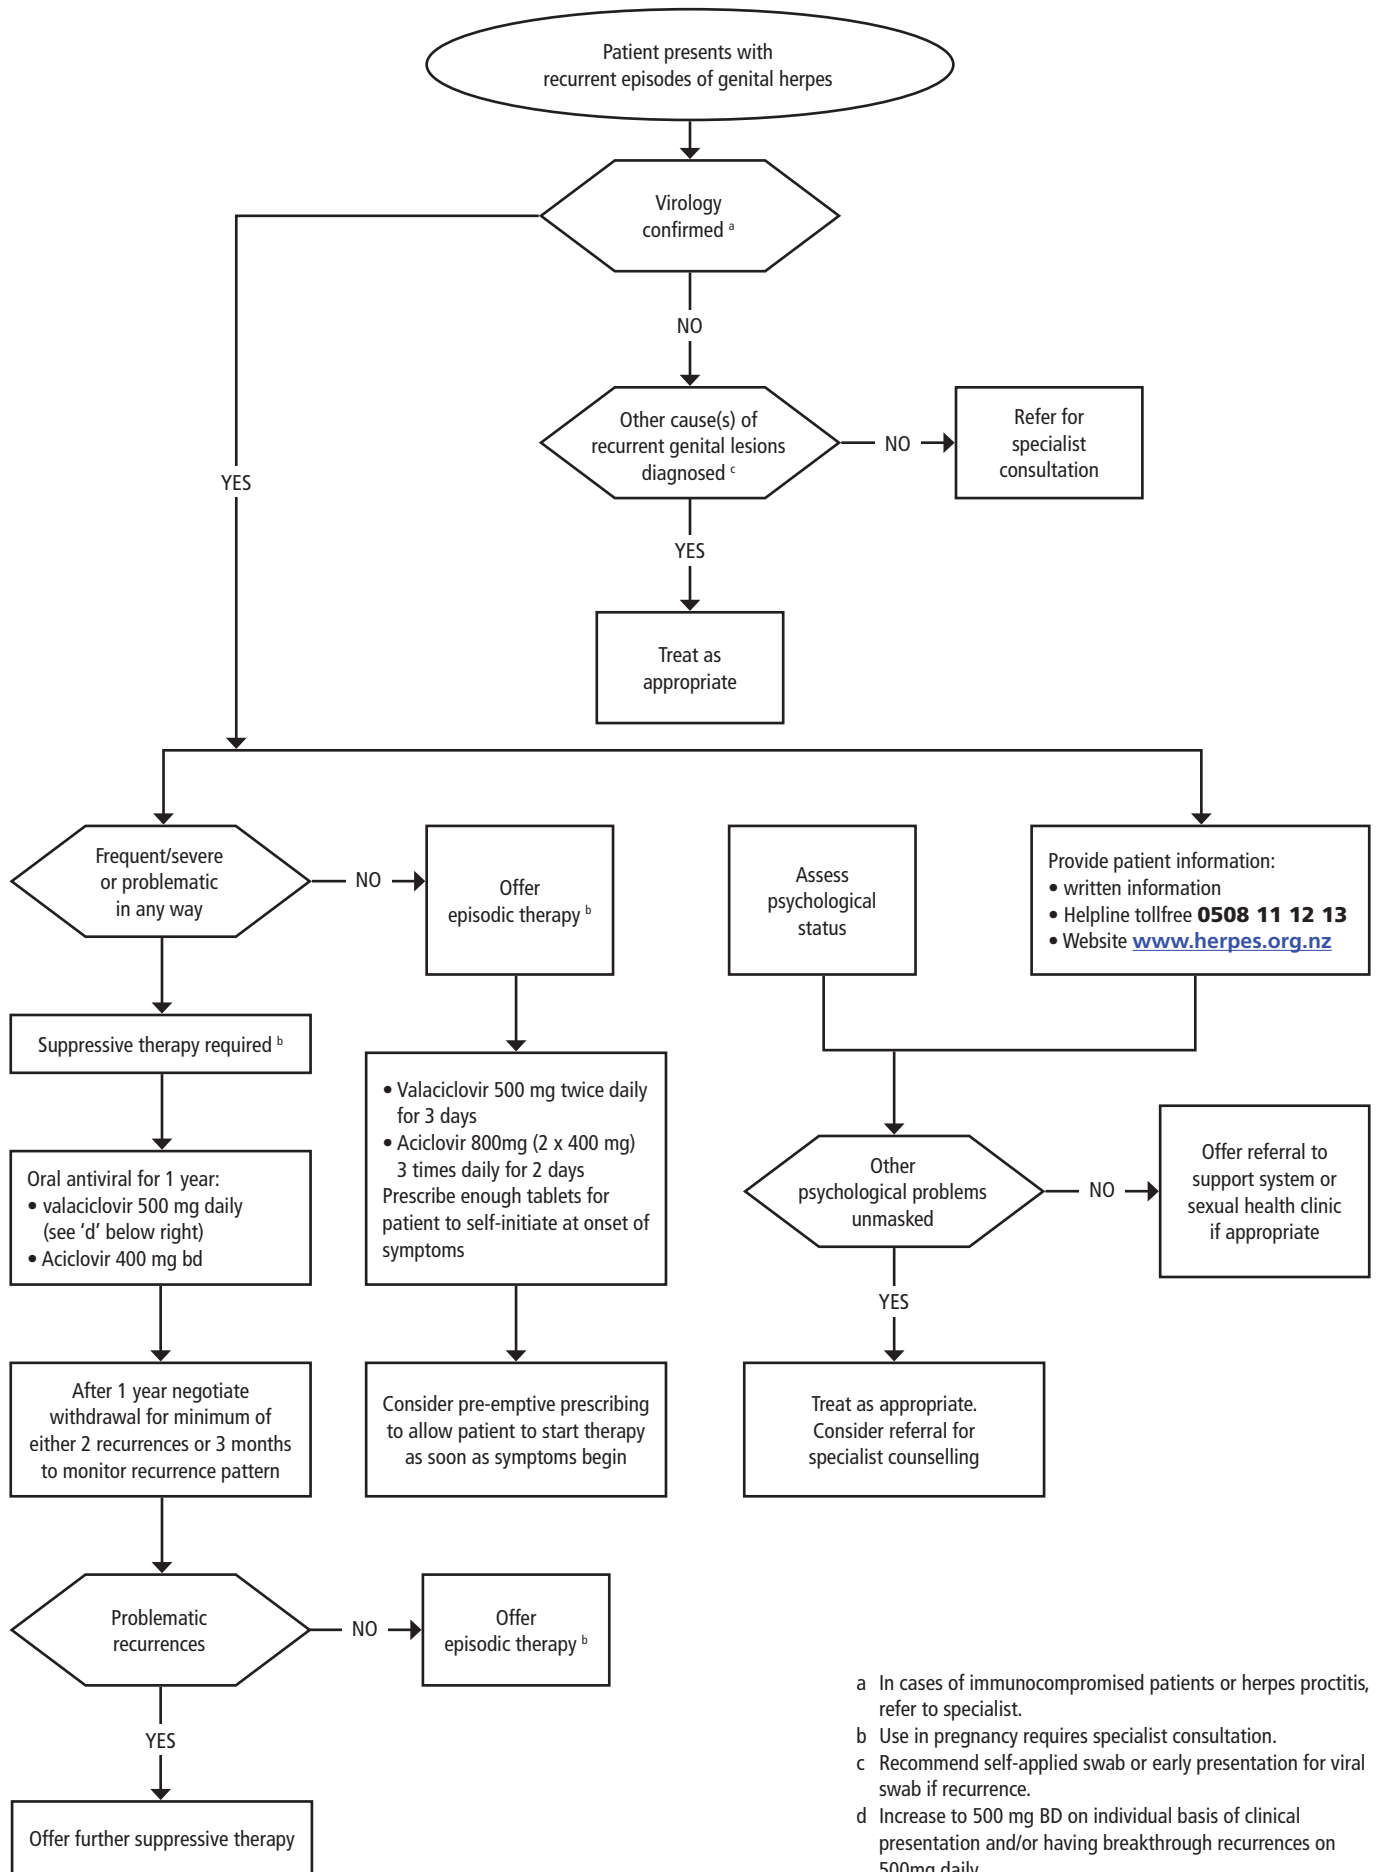 Patient presents with
recurrent episodes of genital herpes
Virology
confirmed a
NO
YES
Other cause(s) of
recurrent genital lesions
diagnosed c
NO
Refer for
specialist
consultation
YES
Treat as
appropriate
Frequent/severe
or problematic
in any way
NO
Offer
episodic therapy b
Assess
psychological
status
Provide patient information:
• written information
• Helpline tollfree 0508 11 12 13
• Website www.herpes.org.nz
Suppressive therapy required b
• Valaciclovir 500 mg twice daily
for 3 days
• Aciclovir 800mg (2 x 400 mg)
3 times daily for 2 days
Prescribe enough tablets for
patient to self-initiate at onset of
symptoms
Oral antiviral for 1 year:
• valaciclovir 500 mg daily
(see 'd' below right)
• Aciclovir 400 mg bd
Other
psychological problems
unmasked
NO
Offer referral to
support system or
sexual health clinic
if appropriate
YES
After 1 year negotiate
withdrawal for minimum of
either 2 recurrences or 3 months
to monitor recurrence pattern
Consider pre-emptive prescribing
to allow patient to start therapy
as soon as symptoms begin
Treat as appropriate.
Consider referral for
specialist counselling
Problematic
recurrences
NO
Offer
episodic therapy b
YES
Offer further suppressive therapy
a In cases of immunocompromised patients or herpes proctitis,
refer to specialist.
b Use in pregnancy requires specialist consultation.
c Recommend self-applied swab or early presentation for viral
swab if recurrence.
d Increase to 500 mg BD on individual basis of clinical
presentation and/or having breakthrough recurrences on
500mg daily